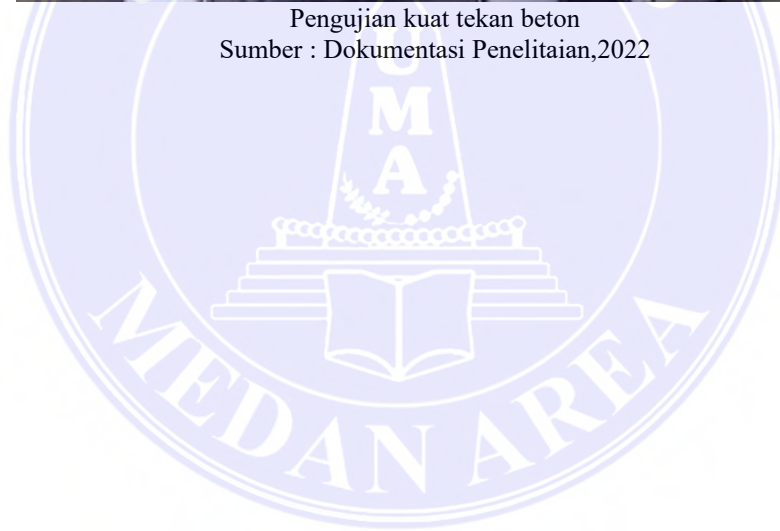 Pengujian kuat tekan beton
Sumber : Dokumentasi Penelitaian,2022
U
M
A
MEDAN AREA